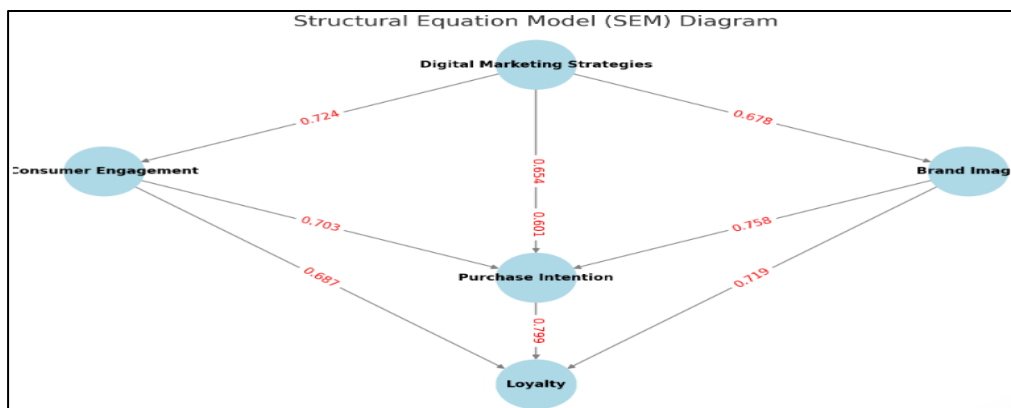 Structural Equation Model (SEM) Diagram
Digital Marketing Strategies
0.724
0.678
Consumer Engagement
0.654
Brand Imag
0.703
0.601
0.758
0.687
Purchase Intention
0.719
0.799
Loyalty